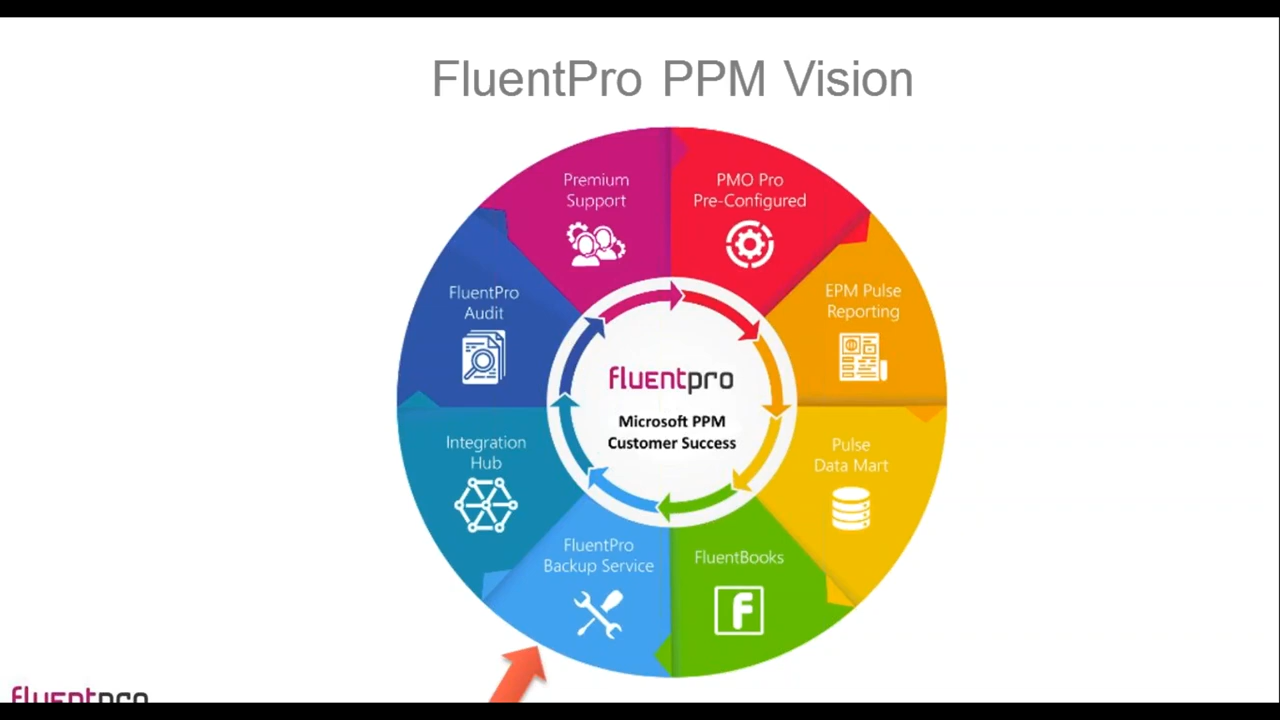 FluentPro PPM Vision
Premium
Support
PMO Pro
Pre-Configured
FluentPro
Audit
EPM Pulse
Reporting
fluentpro
Microsoft PPM
Customer Success
Integration
Hub
Pulse
Data Mart
FluentPro
Backup Service
FluentBooks
F
fluentpro